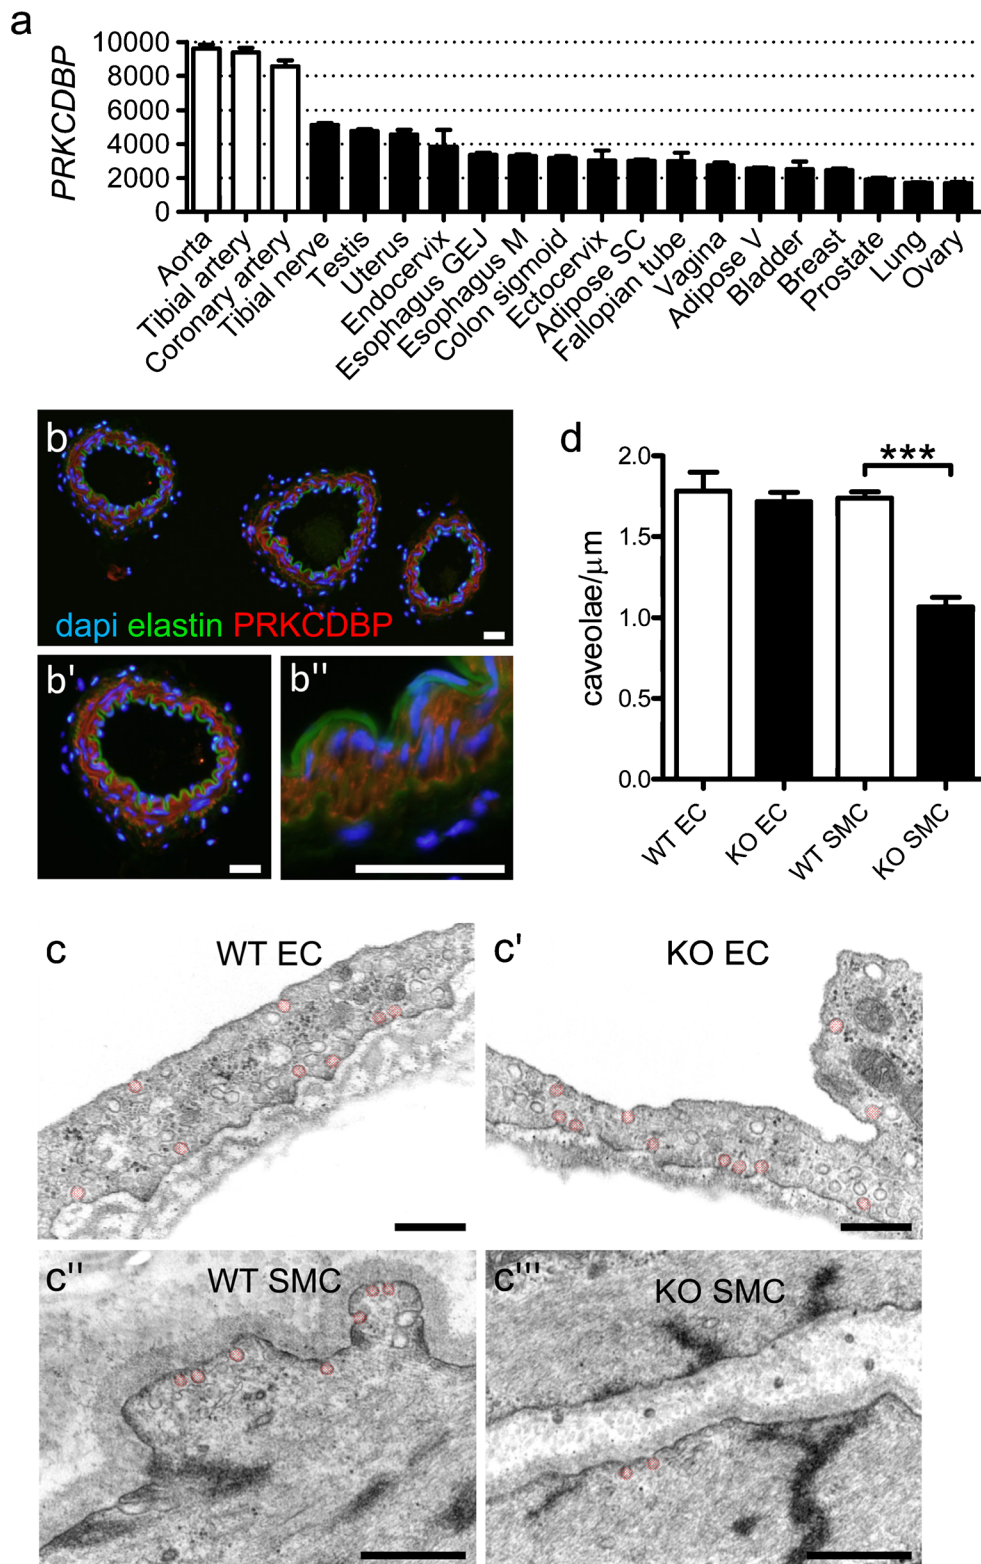 a
PRKCDBP
10000
8000
6000
4000
2000
0
Aorta
Tibial artery
Coronary artery
Tibial nerve
Testis
Uterus
Endocervix
Esophagus GEJ
Esophagus M
Colon sigmoid
Ectocervix
Adipose SC
Fallopian tube
Vagina
Adipose V
Bladder
Breast
Prostate
Lung
Ovary
b
dapi elastin PRKCDBP
b'
b''
d
caveolae/μm
2.0
1.5
1.0
0.5
0.0
***
WT EC
KO EC
WT SMC
KO SMC
c
WT EC
c'
KO EC
c''
WT SMC
c'''
KO SMC